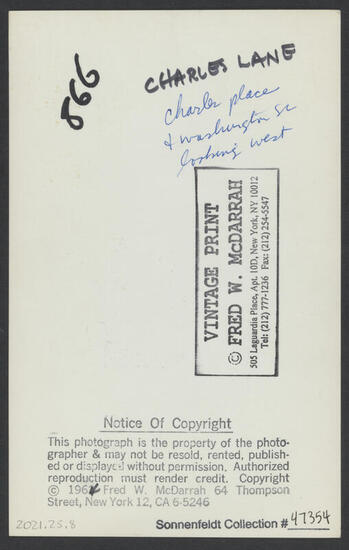 866
CHARLES LANE
charles place
& washington sr
looking west
VINTAGE PRINT
© FRED W. McDARRAH
505 Laguardia Place, Apt. 10D, New York, NY 10012
Tel: (212) 777-1236 Fax: (212) 254-5547
Notice Of Copyright
This photograph is the property of the photo-
grapher & may not be resold, rented, publish-
ed or displayed without permission. Authorized
reproduction must render credit. Copyright
© 1964 Fred W. McDarrah 64 Thompson
Street, New York 12, CA 6-5246
2021.25.8
Sonnenfeldt Collection # 47354